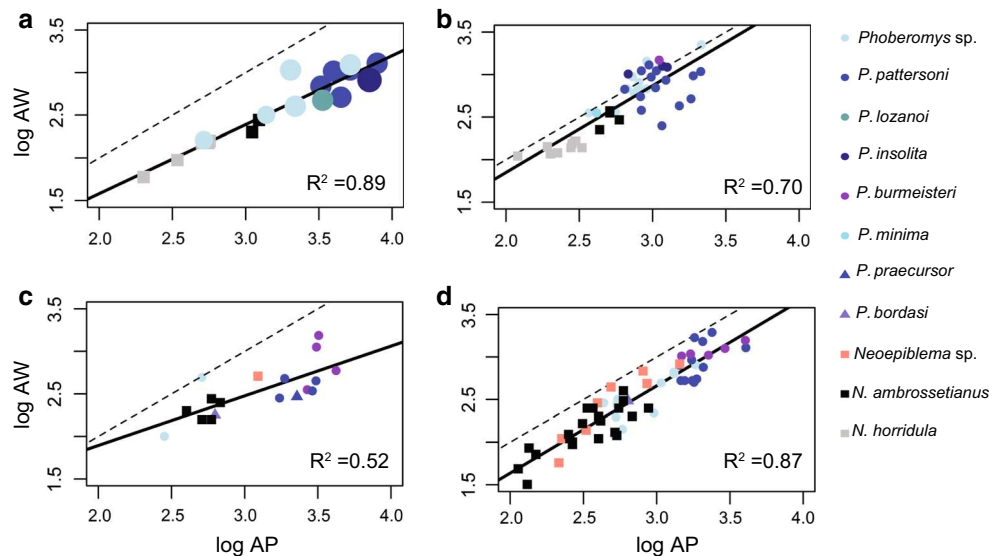 a
3.5
2.5
1.5
log AW
2.0 2.5 3.0 3.5 4.0
R² =0.89
b
3.5
2.5
1.5
2.0 2.5 3.0 3.5 4.0
R² =0.70
c
3.5
2.5
1.5
log AW
2.0 2.5 3.0 3.5 4.0
log AP
R² =0.52
d
3.5
2.5
1.5
2.0 2.5 3.0 3.5 4.0
log AP
R² =0.87
Phoberomys sp.
P. pattersoni
P. lozanoi
P. insolita
P. burmeisteri
P. minima
P. praecursor
P. bordasi
Neoepiblema sp.
N. ambrossetianus
N. horridula